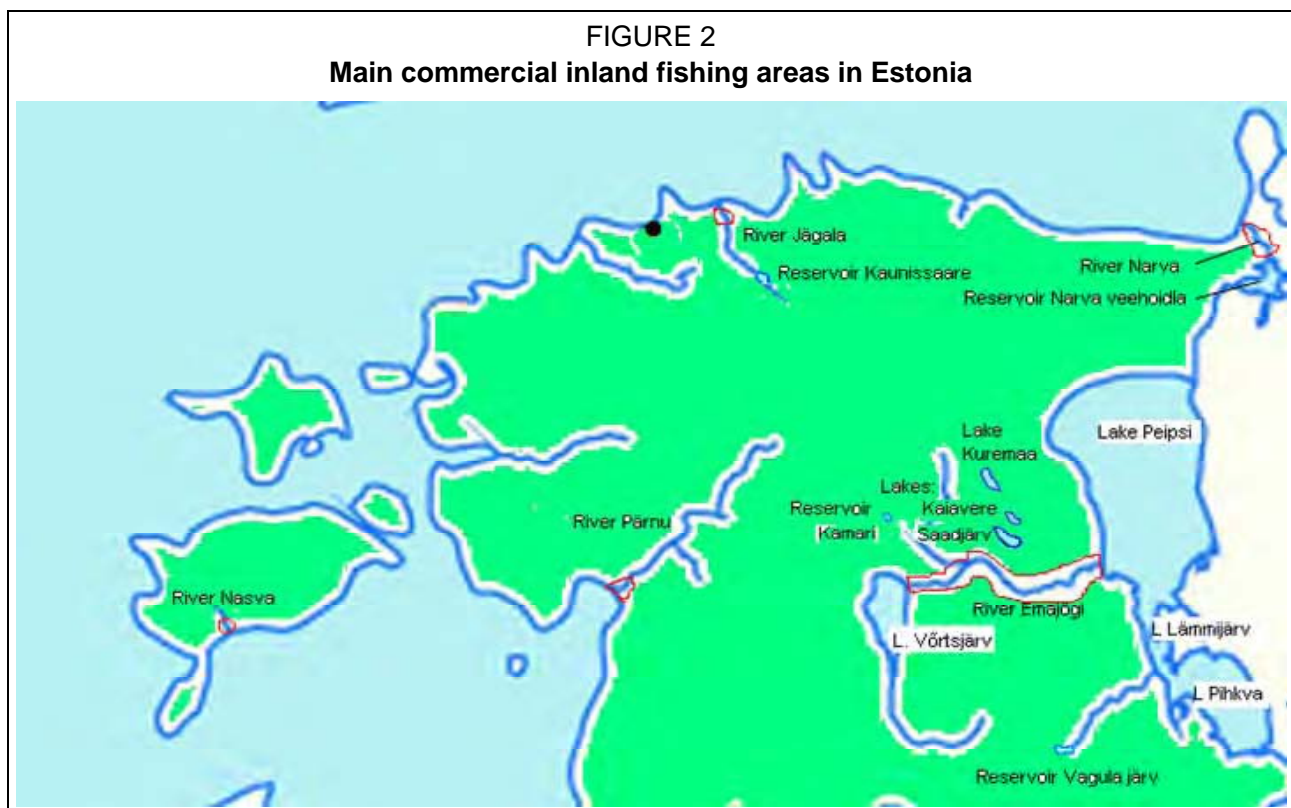 FIGURE 2
Main commercial inland fishing areas in Estonia
River Jägala
Reservoir Kaunissaare
River Narva
Reservoir Narva veehoidla
Lake Peipsi
Lake
Kuremaa
Lakes:
Kaiavere
Saadjärv
Reservoir
Kamari
River Pärnu
River Nasva
River Emajõgi
L. Võrtsjärv
L Lämmijärv
L Pihkva
Reservoir Vagula järv